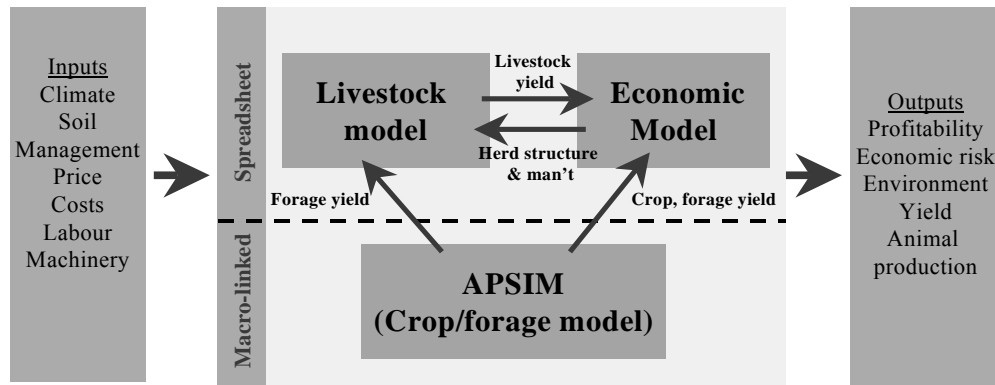 Inputs
Climate
Soil
Management
Price
Costs
Labour
Machinery
Spreadsheet
Macro-linked
Livestock
model
Livestock
yield
Economic
Model
Herd structure
& man't
Forage yield
Crop, forage yield
APSIM
(Crop/forage model)
Outputs
Profitability
Economic risk
Environment
Yield
Animal
production